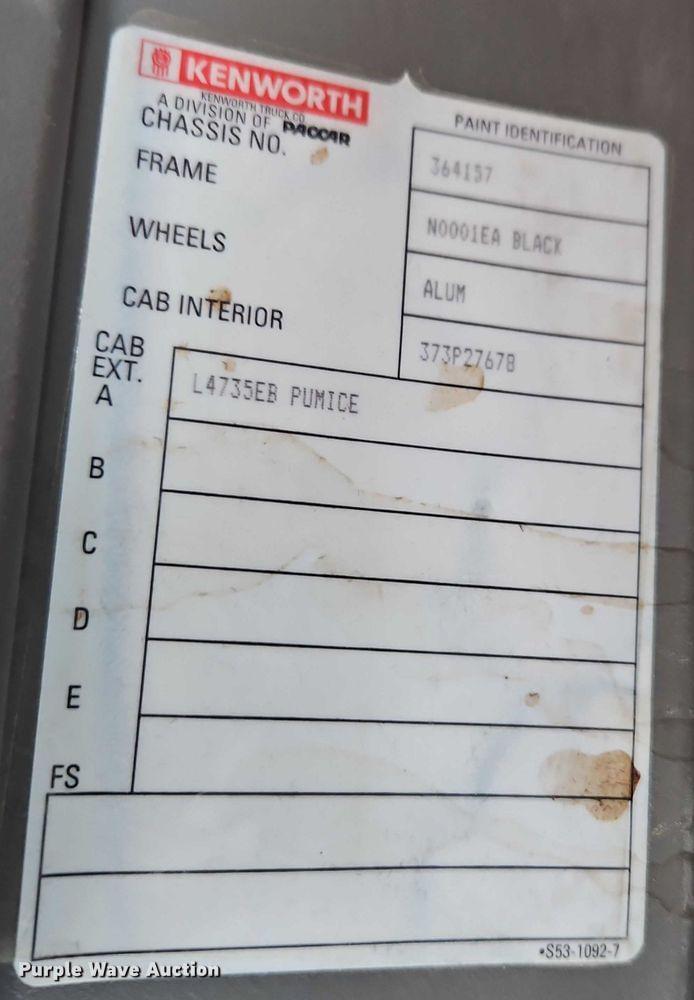 KENWORTH
KENWORTH TRUCK CO.
A DIVISION OF PACCAR
PAINT IDENTIFICATION
CHASSIS NO. 364157
FRAME N0001EA BLACK
WHEELS ALUM
CAB INTERIOR 373P27678
CAB
EXT.
A L4735EB PUMICE
B
C
D
E
FS
•S53-1092-7
Purple Wave Auction